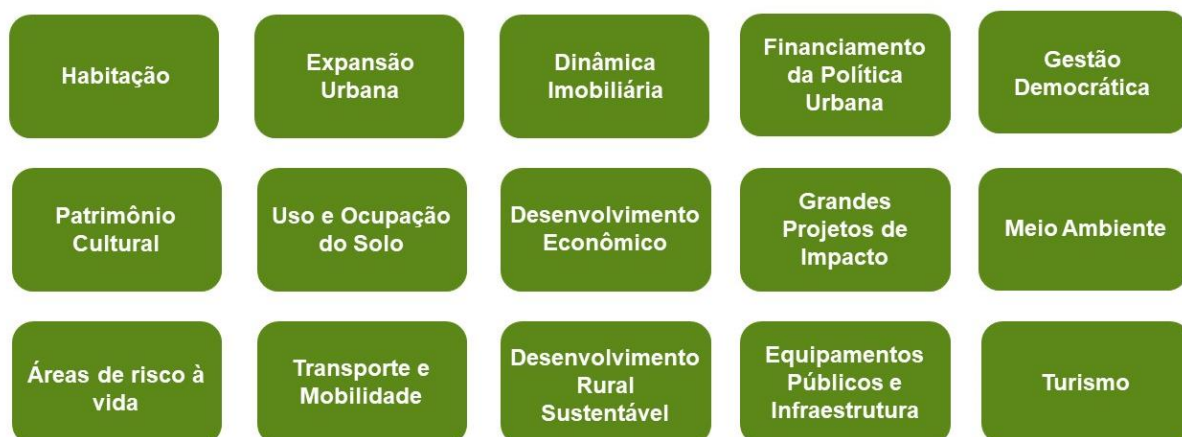 Habitação
Expansão
Urbana
Dinâmica
Imobiliária
Financiamento
da Política
Urbana
Gestão
Democrática
Patrimônio
Cultural
Uso e Ocupação
do Solo
Desenvolvimento
Econômico
Grandes
Projetos de
Impacto
Meio Ambiente
Áreas de risco à
vida
Transporte e
Mobilidade
Desenvolvimento
Rural
Sustentável
Equipamentos
Públicos e
Infraestrutura
Turismo